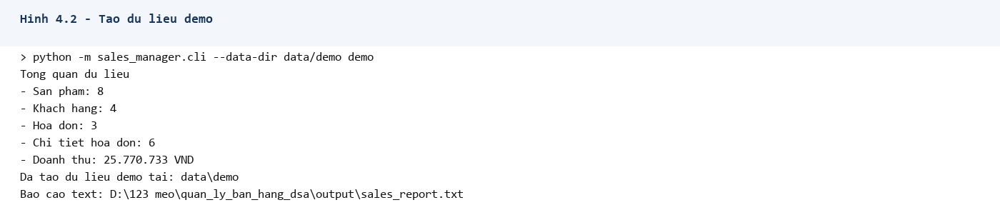 Hinh 4.2 - Tao du lieu demo
> python -m sales_manager.cli --data-dir data/demo demo
Tong quan du lieu
- San pham: 8
- Khach hang: 4
- Hoa don: 3
- Chi tiet hoa don: 6
- Doanh thu: 25.770.733 VND
Da tao du lieu demo tai: data\demo
Bao cao text: D:\123 meo\quan_ly_ban_hang_dsa\output\sales_report.txt